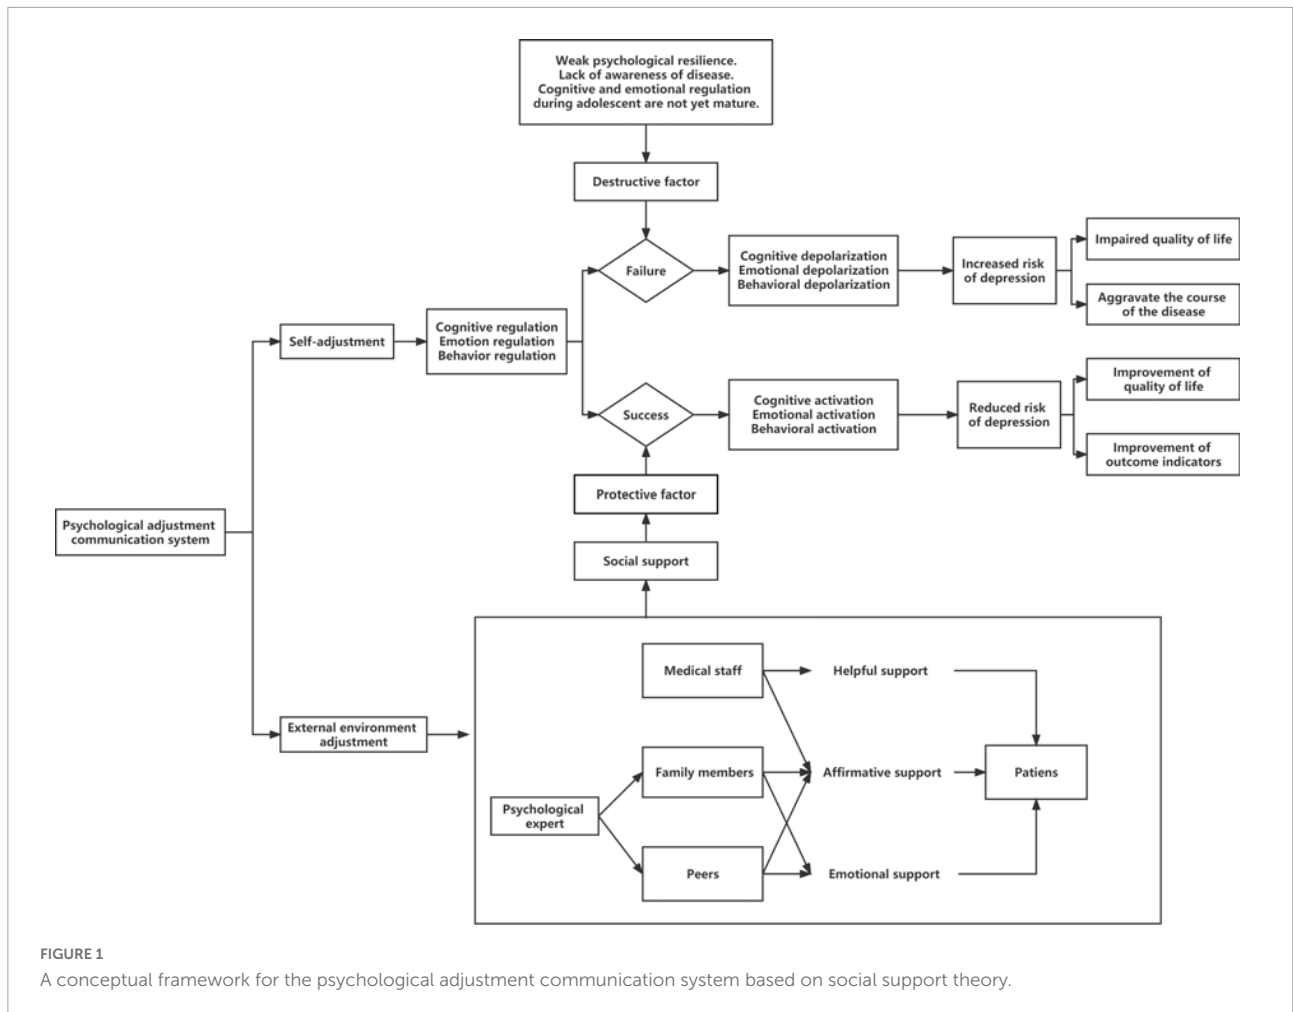 Weak psychological resilience.
Lack of awareness of disease.
Cognitive and emotional regulation
during adolescent are not yet mature.
Destructive factor
Failure
Cognitive depolarization
Emotional depolarization
Behavioral depolarization
Increased risk
of depression
Impaired quality of life
Aggravate the course
of the disease
Self-adjustment
Cognitive regulation
Emotion regulation
Behavior regulation
Success
Cognitive activation
Emotional activation
Behavioral activation
Reduced risk
of depression
Improvement of
quality of life
Improvement of
outcome indicators
Protective factor
Social support
Psychological adjustment
communication system
External environment
adjustment
Medical staff
Helpful support
Family members
Affirmative support
Patiens
Psychological
expert
Peers
Emotional support
FIGURE 1
A conceptual framework for the psychological adjustment communication system based on social support theory.